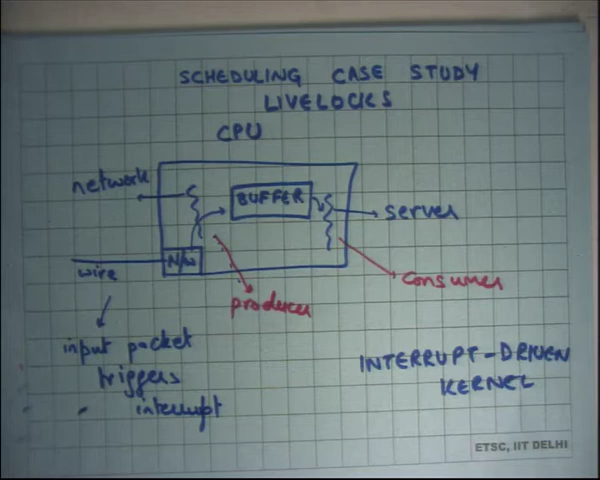 SCHEDULING CASE STUDY
LIVELOCKS
CPU
network
BUFFER
server
N/W
wire
consumer
producer
input packet
triggers
interrupt
INTERRUPT-DRIVEN
KERNEL
ETSC, IIT DELHI